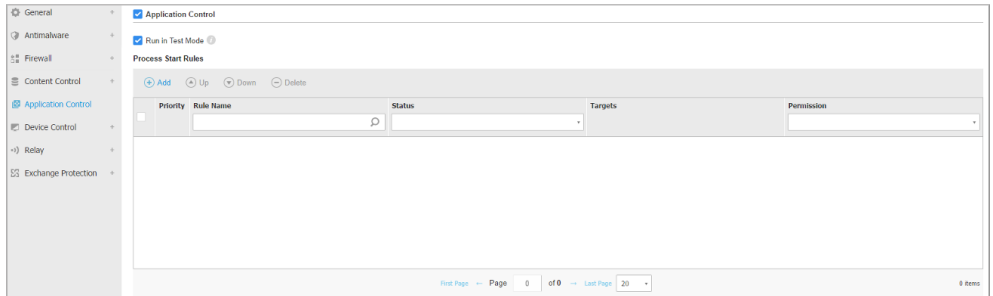 General +
Antimalware +
Firewall +
Content Control +
Application Control
Device Control +
Relay +
Exchange Protection +
Application Control
Run in Test Mode i
Process Start Rules
Add Up Down Delete
Priority Rule Name Status Targets Permission
First Page ← Page 0 of 0 → Last Page 20 0 items